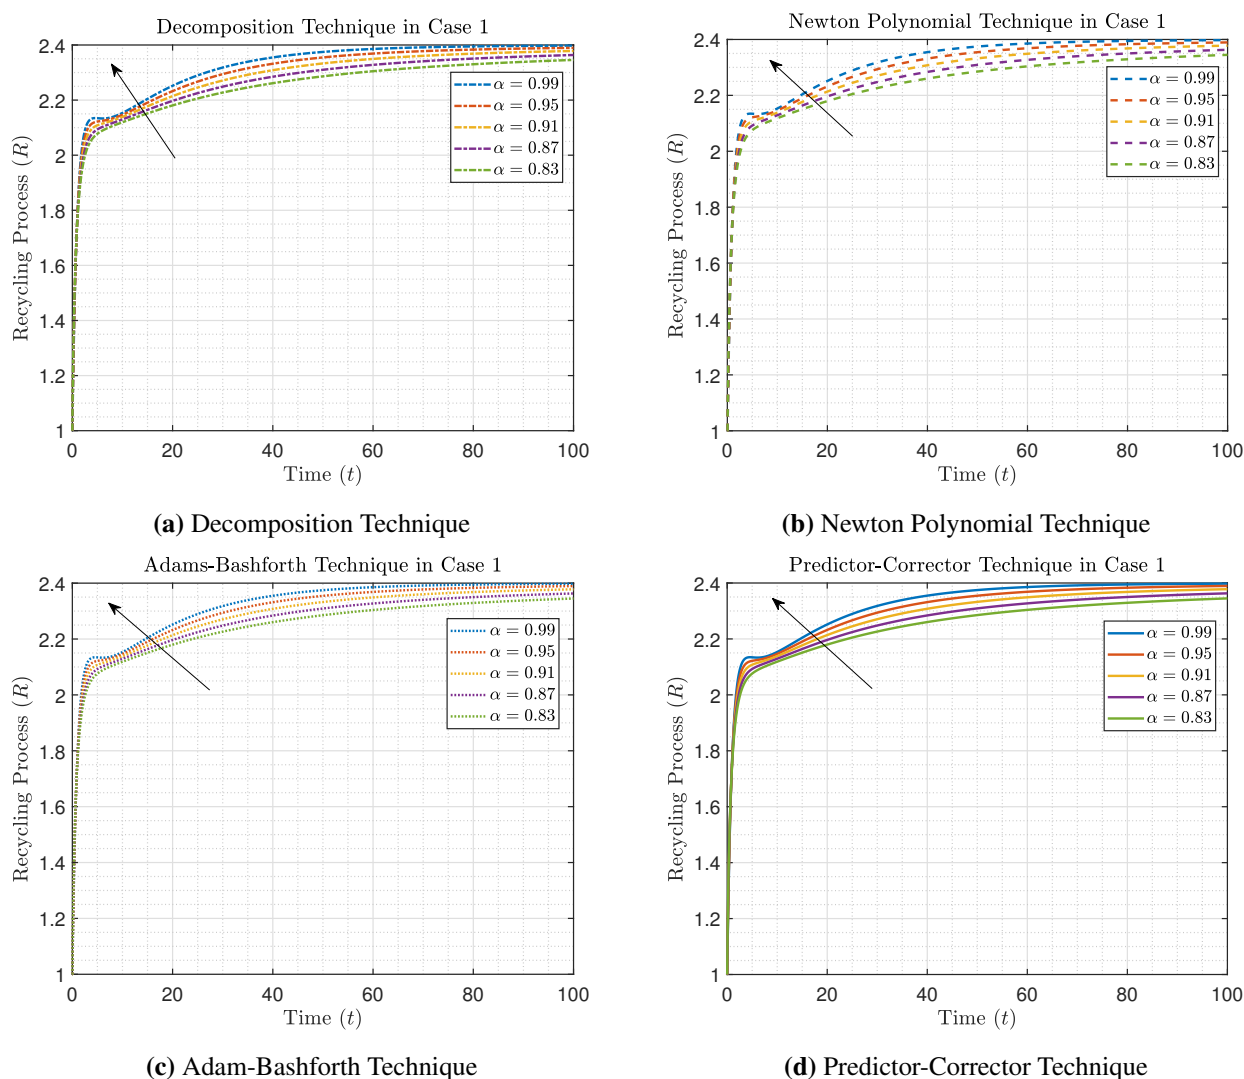 Decomposition Technique in Case 1
Recycling Process (R)
2.4
2.2
2
1.8
1.6
1.4
1.2
1
0 20 40 60 80 100
Time (t)
α = 0.99
α = 0.95
α = 0.91
α = 0.87
α = 0.83
(a) Decomposition Technique
Newton Polynomial Technique in Case 1
Recycling Process (R)
2.4
2.2
2
1.8
1.6
1.4
1.2
1
0 20 40 60 80 100
Time (t)
α = 0.99
α = 0.95
α = 0.91
α = 0.87
α = 0.83
(b) Newton Polynomial Technique
Adams-Bashforth Technique in Case 1
Recycling Process (R)
2.4
2.2
2
1.8
1.6
1.4
1.2
1
0 20 40 60 80 100
Time (t)
α = 0.99
α = 0.95
α = 0.91
α = 0.87
α = 0.83
(c) Adam-Bashforth Technique
Predictor-Corrector Technique in Case 1
Recycling Process (R)
2.4
2.2
2
1.8
1.6
1.4
1.2
1
0 20 40 60 80 100
Time (t)
α = 0.99
α = 0.95
α = 0.91
α = 0.87
α = 0.83
(d) Predictor-Corrector Technique